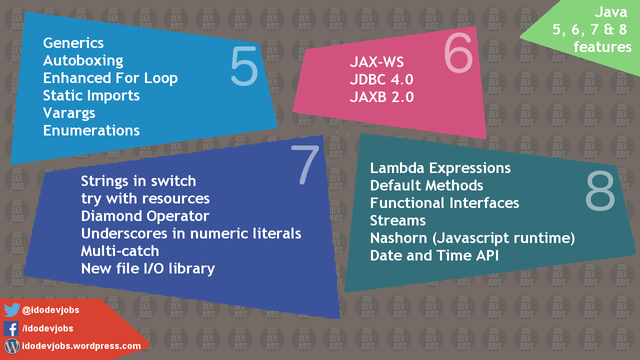 Java
5, 6, 7 & 8
features
5
Generics
Autoboxing
Enhanced For Loop
Static Imports
Varargs
Enumerations
6
JAX-WS
JDBC 4.0
JAXB 2.0
7
Strings in switch
try with resources
Diamond Operator
Underscores in numeric literals
Multi-catch
New file I/O library
8
Lambda Expressions
Default Methods
Functional Interfaces
Streams
Nashorn (Javascript runtime)
Date and Time API
@idodevjobs
/idodevjobs
idodevjobs.wordpress.com